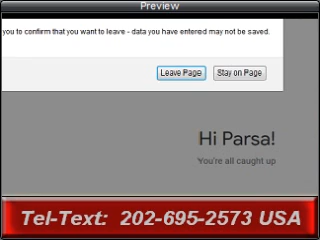 Preview
you to confirm that you want to leave - data you have entered may not be saved.
Leave Page Stay on Page
Hi Parsa!
You're all caught up
Tel-Text: 202-695-2573 USA